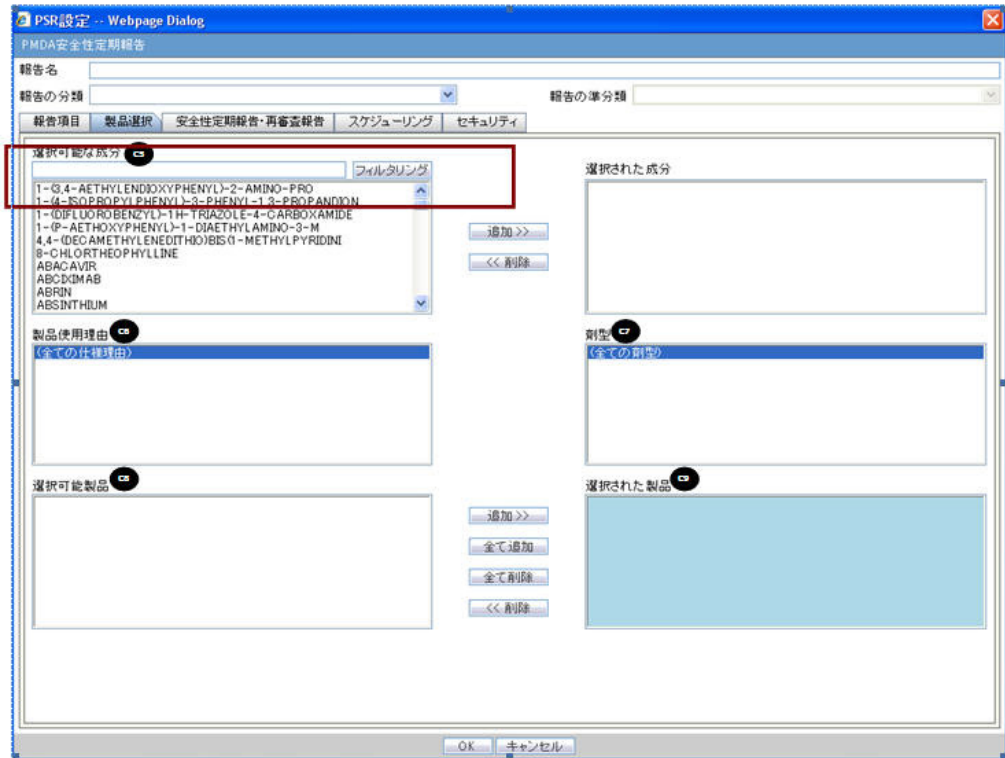 PSR設定 -- Webpage Dialog
PMDA安全性定期報告
報告名
報告の分類 報告の準分類
報告項目 製品選択 安全性定期報告・再審査報告 スケジューリング セキュリティ
選択可能な成分 C5 選択された成分
フィルタリング
1-(3,4-AETHYLENDIOXYPHENYL)-2-AMINO-PRO
1-(4-ISOPROPYLPHENYL)-3-PHENYL-1,3-PROPANDION
1-(DIFLUOROBENZYL)-1H-TRIAZOLE-4-CARBOXAMIDE
1-(P-AETHOXYPHENYL)-1-DIAETHYLAMINO-3-M
4,4-(DECAMETHYLENEDITHIO)BIS(1-METHYLPYRIDINI
8-CHLORTHEOPHYLLINE
ABACAVIR
ABCIXIMAB
ABRIN
ABSINTHIUM
追加 >>
<< 削除
製品使用理由 C6 剤型 C7
(全ての仕様理由) (全ての剤型)
選択可能製品 C8 選択された製品 C9
追加 >>
全て追加
全て削除
<< 削除
OK キャンセル